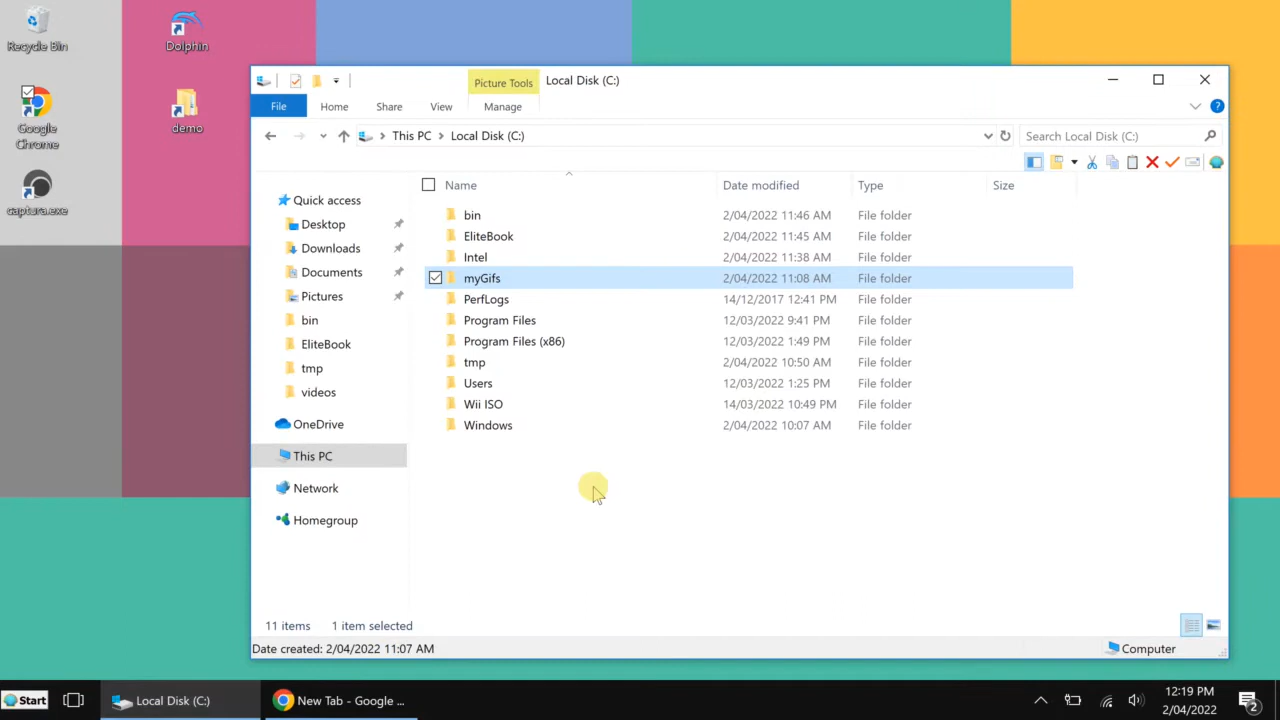 Recycle Bin
Dolphin
Google
Chrome
demo
captura.exe
Picture Tools
Local Disk (C:)
File
Home
Share
View
Manage
This PC
Local Disk (C:)
Search Local Disk (C:)
Name
Date modified
Type
Size
bin 2/04/2022 11:46 AM File folder
EliteBook 2/04/2022 11:45 AM File folder
Intel 2/04/2022 11:38 AM File folder
myGifs 2/04/2022 11:08 AM File folder
PerfLogs 14/12/2017 12:41 PM File folder
Program Files 12/03/2022 9:41 PM File folder
Program Files (x86) 12/03/2022 1:49 PM File folder
tmp 2/04/2022 10:50 AM File folder
Users 12/03/2022 1:25 PM File folder
Wii ISO 14/03/2022 10:49 PM File folder
Windows 2/04/2022 10:07 AM File folder
Quick access
Desktop
Downloads
Documents
Pictures
bin
EliteBook
tmp
videos
OneDrive
This PC
Network
Homegroup
11 items
1 item selected
Date created: 2/04/2022 11:07 AM
Computer
Start
Local Disk (C:)
New Tab - Google ...
12:19 PM
2/04/2022
2